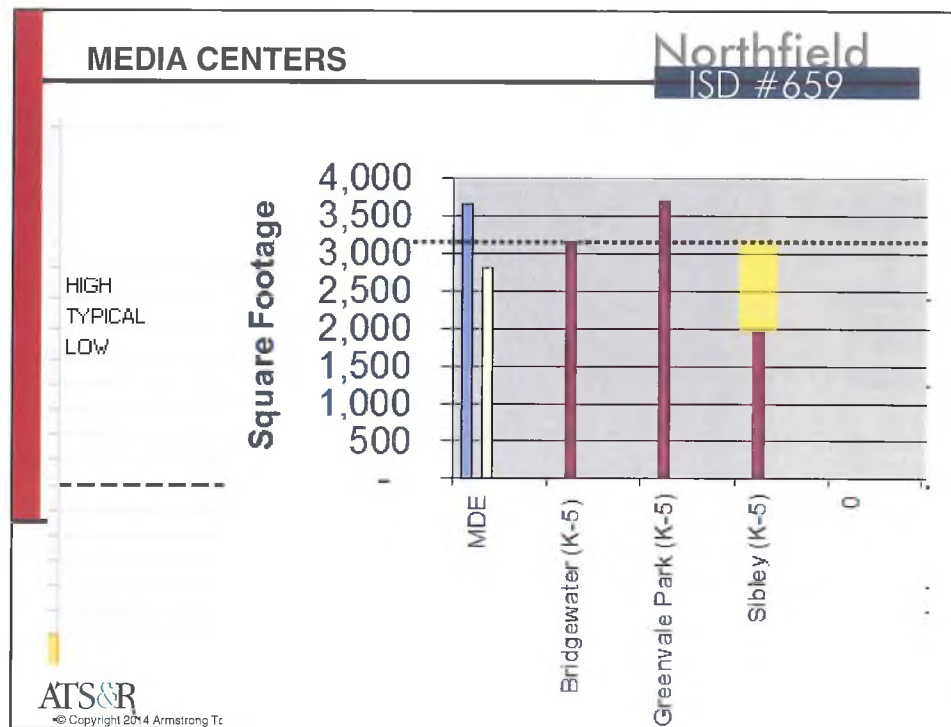 MEDIA CENTERS
Northfield
ISD #659
HIGH
TYPICAL
LOW
Square Footage
4,000
3,500
3,000
2,500
2,000
1,500
1,000
500
-
MDE
Bridgewater (K-5)
Greenvale Park (K-5)
Sibley (K-5)
0
ATS&R
© Copyright 2014 Armstrong To